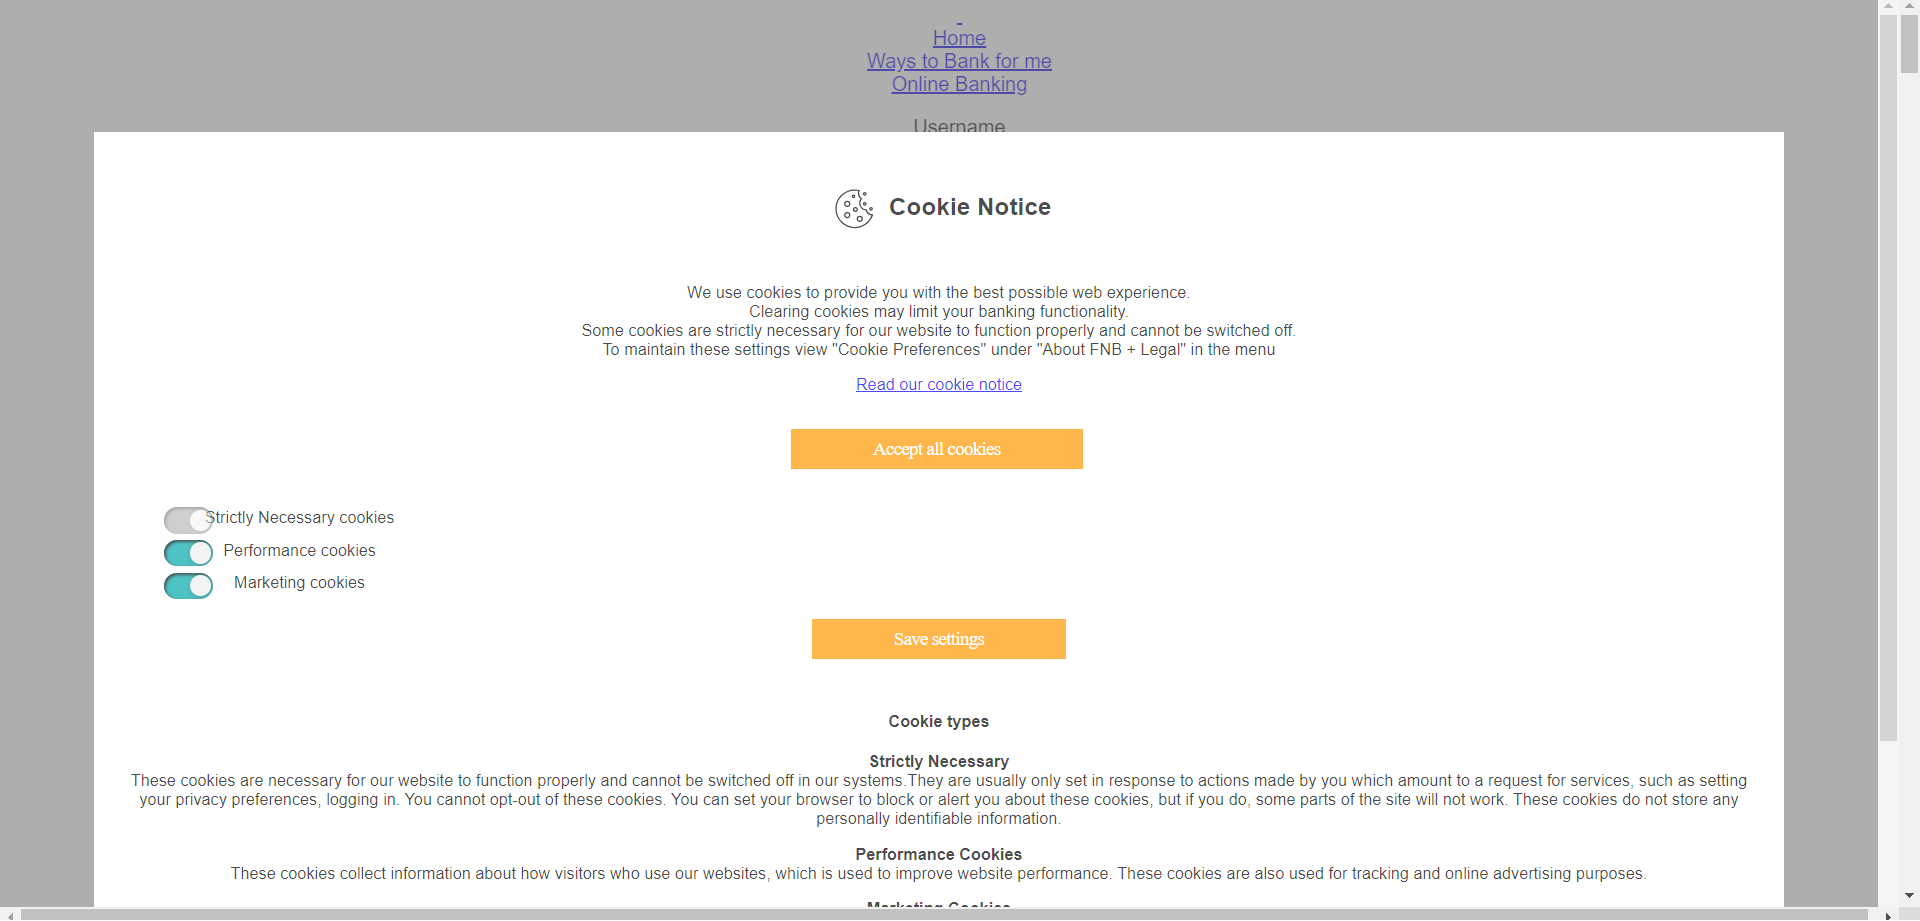 Home
Ways to Bank for me
Online Banking
Username
Cookie Notice
We use cookies to provide you with the best possible web experience.
Clearing cookies may limit your banking functionality.
Some cookies are strictly necessary for our website to function properly and cannot be switched off.
To maintain these settings view "Cookie Preferences" under "About FNB + Legal" in the menu
Read our cookie notice
Accept all cookies
Strictly Necessary cookies
Performance cookies
Marketing cookies
Save settings
Cookie types
Strictly Necessary
These cookies are necessary for our website to function properly and cannot be switched off in our systems.They are usually only set in response to actions made by you which amount to a request for services, such as setting
your privacy preferences, logging in. You cannot opt-out of these cookies. You can set your browser to block or alert you about these cookies, but if you do, some parts of the site will not work. These cookies do not store any
personally identifiable information.
Performance Cookies
These cookies collect information about how visitors who use our websites, which is used to improve website performance. These cookies are also used for tracking and online advertising purposes.
Marketing Cookies